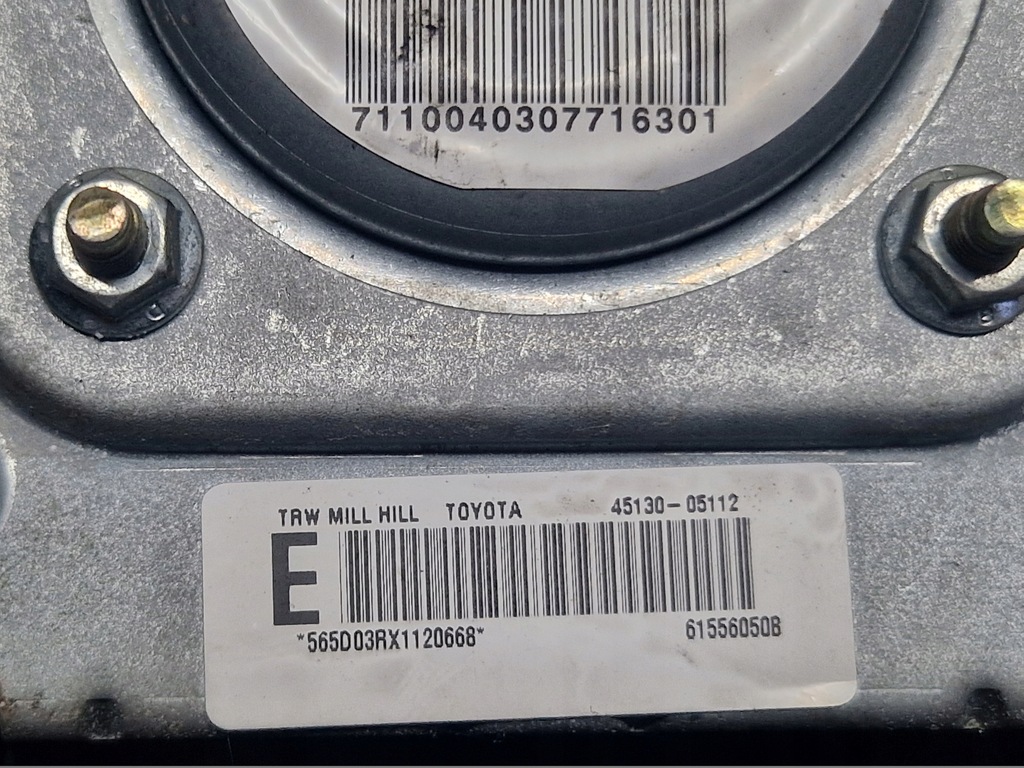 7110040307716301
TRW MILL HILL TOYOTA 45130-05112
E
*565D03RX1120668* 61556050B